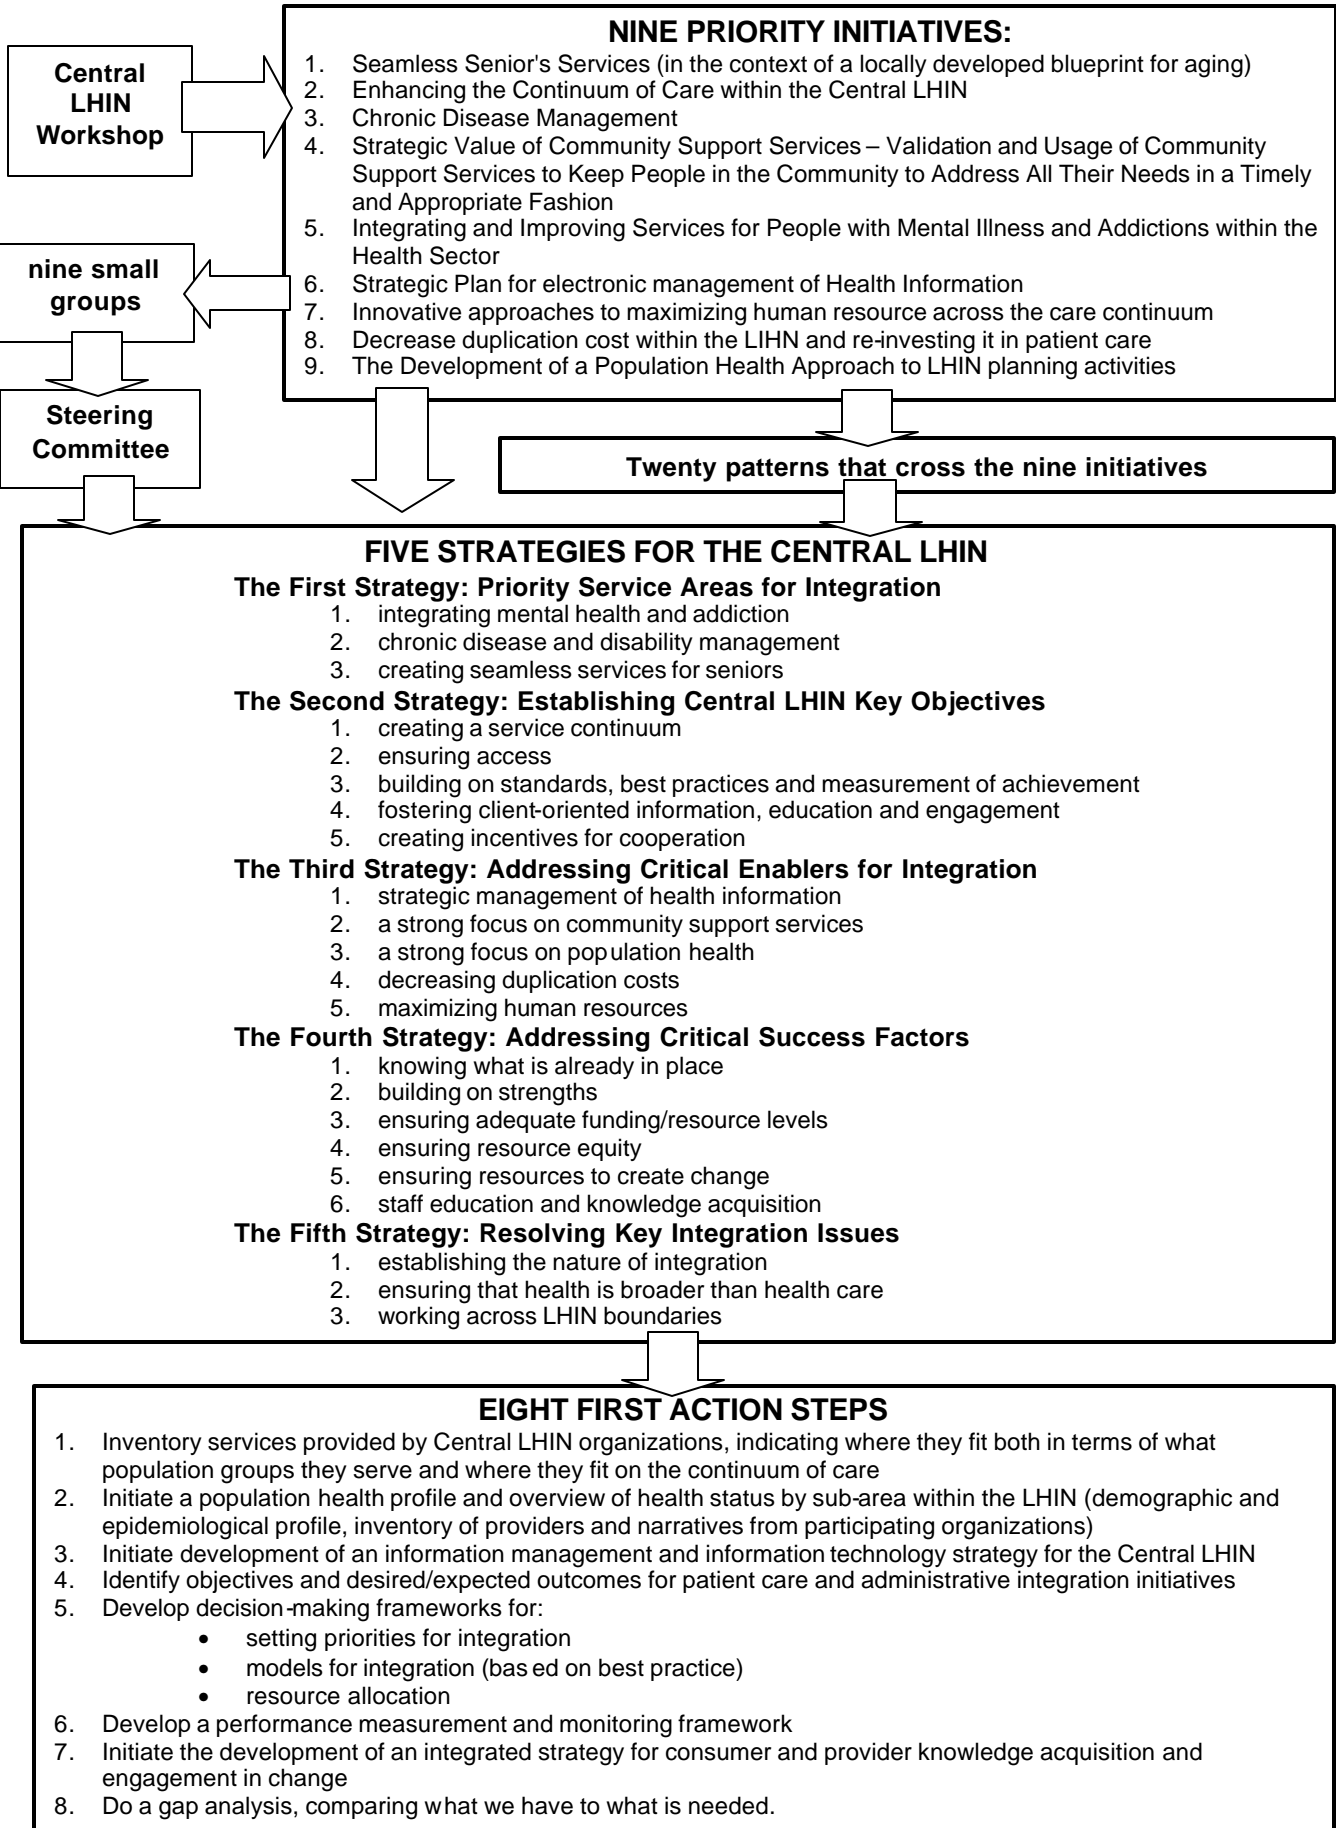 Central
LHIN
Workshop
NINE PRIORITY INITIATIVES:
1. Seamless Senior's Services (in the context of a locally developed blueprint for aging)
2. Enhancing the Continuum of Care within the Central LHIN
3. Chronic Disease Management
4. Strategic Value of Community Support Services – Validation and Usage of Community
Support Services to Keep People in the Community to Address All Their Needs in a Timely
and Appropriate Fashion
5. Integrating and Improving Services for People with Mental Illness and Addictions within the
Health Sector
6. Strategic Plan for electronic management of Health Information
7. Innovative approaches to maximizing human resource across the care continuum
8. Decrease duplication cost within the LIHN and re-investing it in patient care
9. The Development of a Population Health Approach to LHIN planning activities
nine small
groups
Steering
Committee
Twenty patterns that cross the nine initiatives
FIVE STRATEGIES FOR THE CENTRAL LHIN
The First Strategy: Priority Service Areas for Integration
1. integrating mental health and addiction
2. chronic disease and disability management
3. creating seamless services for seniors
The Second Strategy: Establishing Central LHIN Key Objectives
1. creating a service continuum
2. ensuring access
3. building on standards, best practices and measurement of achievement
4. fostering client-oriented information, education and engagement
5. creating incentives for cooperation
The Third Strategy: Addressing Critical Enablers for Integration
1. strategic management of health information
2. a strong focus on community support services
3. a strong focus on population health
4. decreasing duplication costs
5. maximizing human resources
The Fourth Strategy: Addressing Critical Success Factors
1. knowing what is already in place
2. building on strengths
3. ensuring adequate funding/resource levels
4. ensuring resource equity
5. ensuring resources to create change
6. staff education and knowledge acquisition
The Fifth Strategy: Resolving Key Integration Issues
1. establishing the nature of integration
2. ensuring that health is broader than health care
3. working across LHIN boundaries
EIGHT FIRST ACTION STEPS
1. Inventory services provided by Central LHIN organizations, indicating where they fit both in terms of what
population groups they serve and where they fit on the continuum of care
2. Initiate a population health profile and overview of health status by sub-area within the LHIN (demographic and
epidemiological profile, inventory of providers and narratives from participating organizations)
3. Initiate development of an information management and information technology strategy for the Central LHIN
4. Identify objectives and desired/expected outcomes for patient care and administrative integration initiatives
5. Develop decision-making frameworks for:
• setting priorities for integration
• models for integration (bas ed on best practice)
• resource allocation
6. Develop a performance measurement and monitoring framework
7. Initiate the development of an integrated strategy for consumer and provider knowledge acquisition and
engagement in change
8. Do a gap analysis, comparing what we have to what is needed.